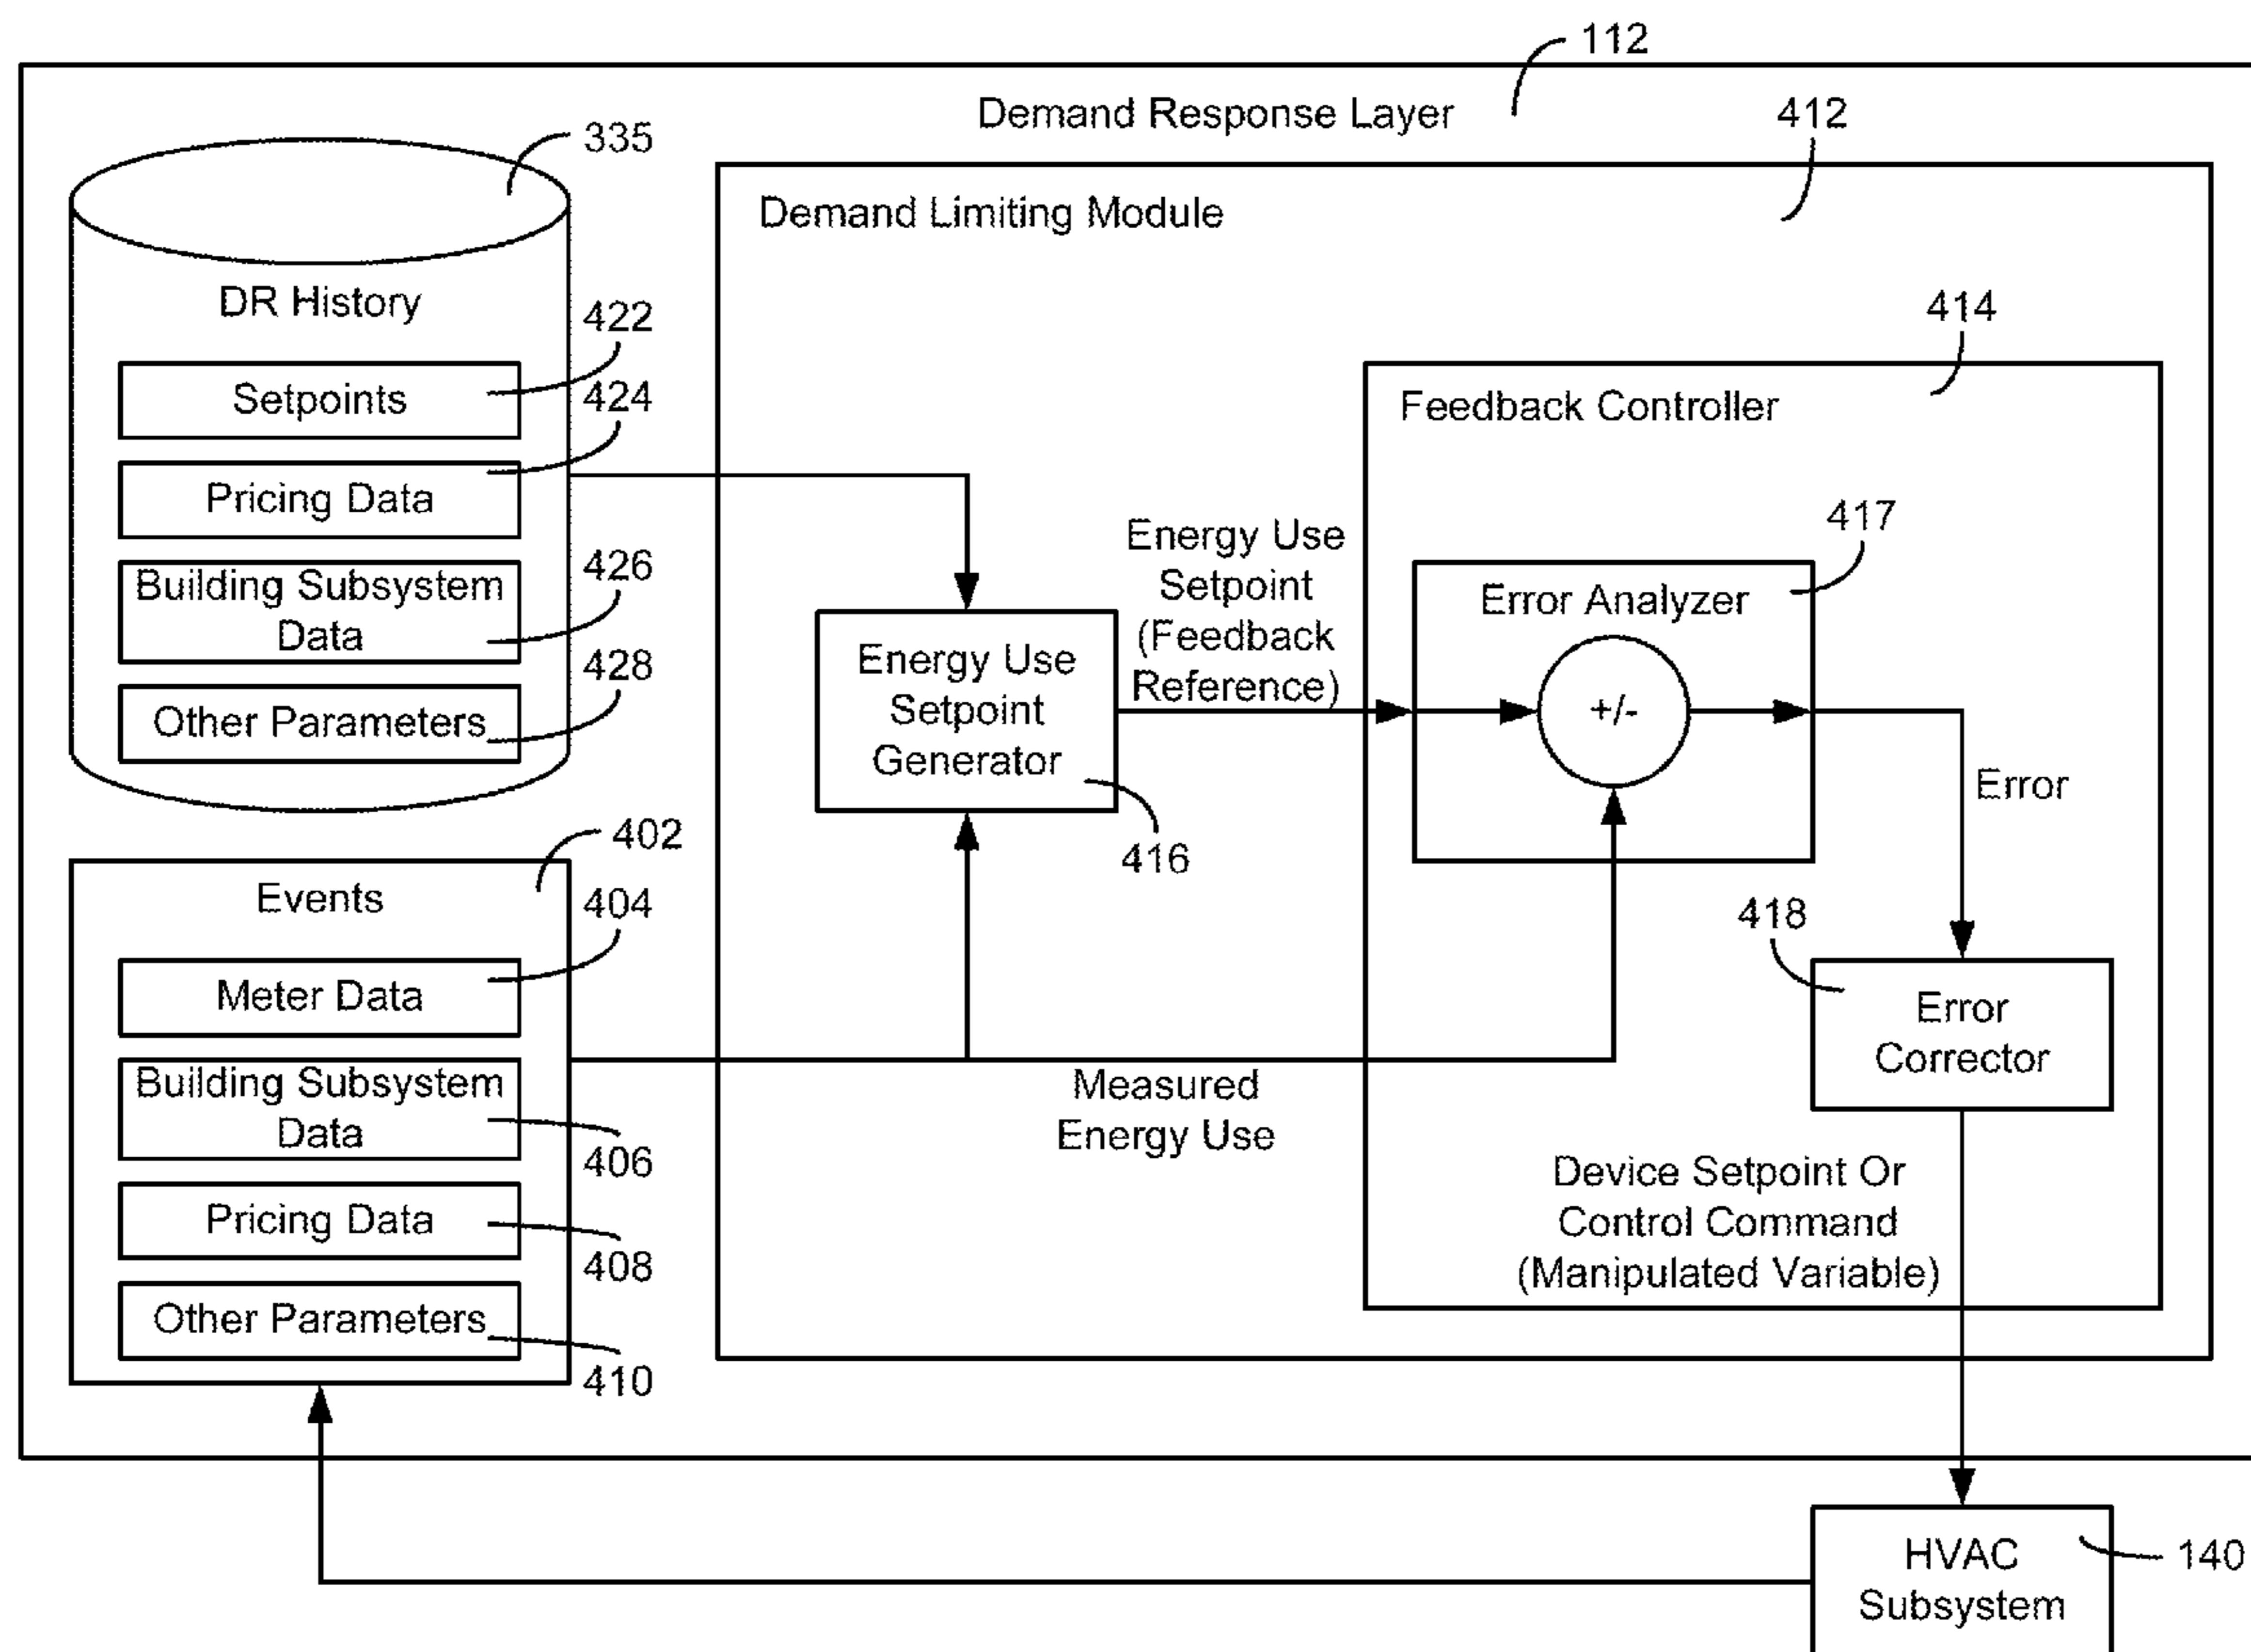 112
Demand Response Layer
412
335
Demand Limiting Module
DR History
422
Setpoints
424
Pricing Data
426
Building Subsystem
Data
428
Other Parameters
414
Feedback Controller
417
Energy Use
Setpoint
(Feedback
Reference)
Error Analyzer
+/-
Energy Use
Setpoint
Generator
416
Error
402
Events
404
Meter Data
Building Subsystem
Data
406
Pricing Data
408
Other Parameters
410
418
Error
Corrector
Measured
Energy Use
Device Setpoint Or
Control Command
(Manipulated Variable)
HVAC
Subsystem
140